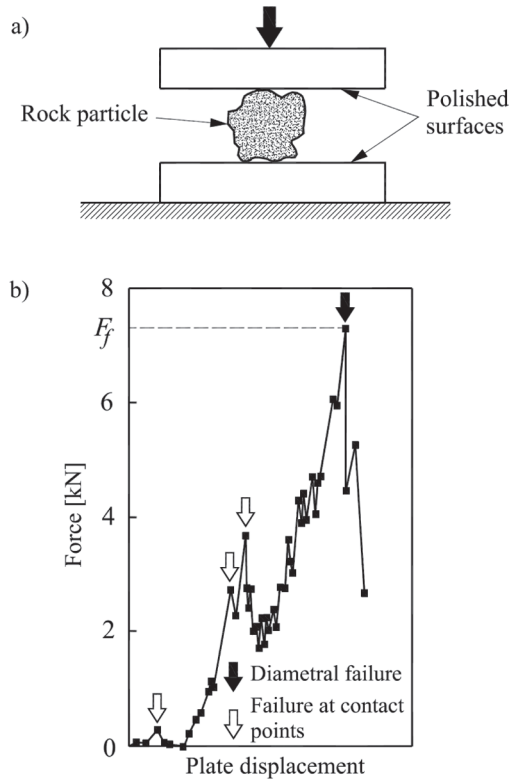 a)
Rock particle
Polished
surfaces
b)
8
F_f
6
4
2
0
Force [kN]
Diametral failure
Failure at contact
points
Plate displacement